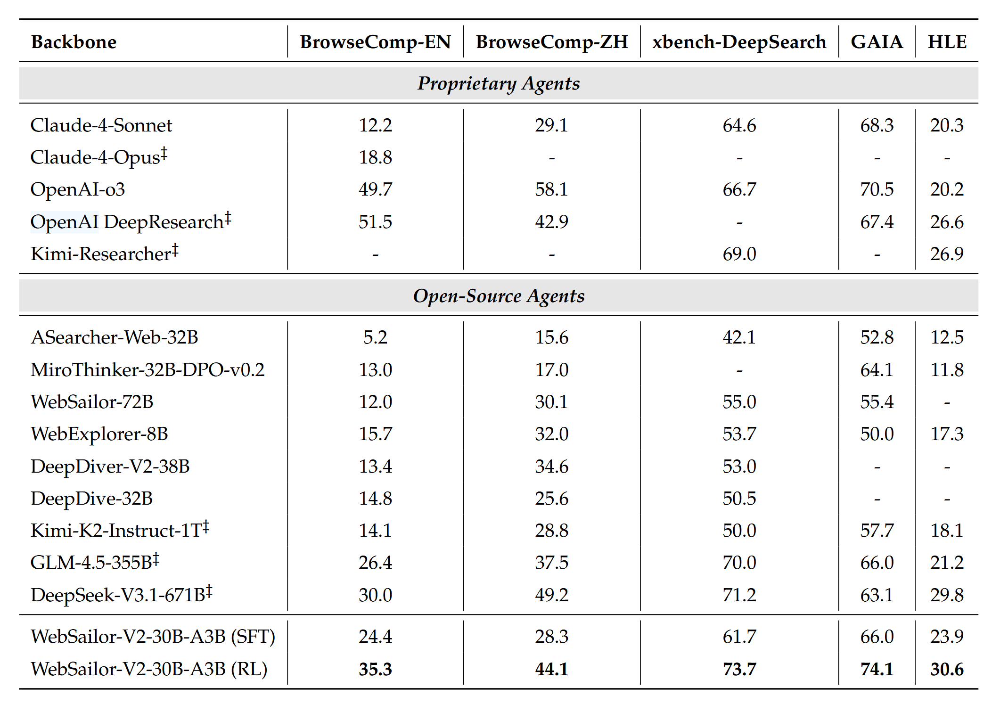 Backbone BrowseComp-EN BrowseComp-ZH xbench-DeepSearch GAIA HLE
Proprietary Agents
Claude-4-Sonnet 12.2 29.1 64.6 68.3 20.3
Claude-4-Opus‡ 18.8 - - - -
OpenAI-o3 49.7 58.1 66.7 70.5 20.2
OpenAI DeepResearch‡ 51.5 42.9 - 67.4 26.6
Kimi-Researcher‡ - - 69.0 - 26.9
Open-Source Agents
ASearcher-Web-32B 5.2 15.6 42.1 52.8 12.5
MiroThinker-32B-DPO-v0.2 13.0 17.0 - 64.1 11.8
WebSailor-72B 12.0 30.1 55.0 55.4 -
WebExplorer-8B 15.7 32.0 53.7 50.0 17.3
DeepDiver-V2-38B 13.4 34.6 53.0 - -
DeepDive-32B 14.8 25.6 50.5 - -
Kimi-K2-Instruct-1T‡ 14.1 28.8 50.0 57.7 18.1
GLM-4.5-355B‡ 26.4 37.5 70.0 66.0 21.2
DeepSeek-V3.1-671B‡ 30.0 49.2 71.2 63.1 29.8
WebSailor-V2-30B-A3B (SFT) 24.4 28.3 61.7 66.0 23.9
WebSailor-V2-30B-A3B (RL) 35.3 44.1 73.7 74.1 30.6